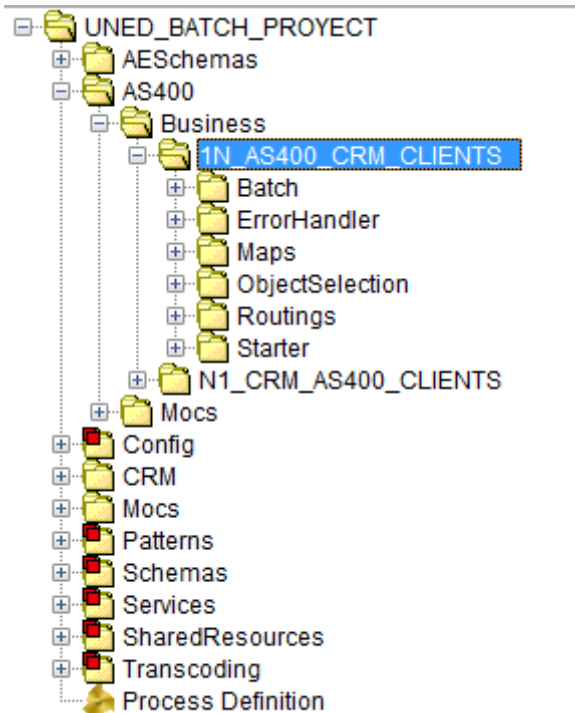 UNED_BATCH_PROYECT
AESchemas
AS400
Business
1N_AS400_CRM_CLIENTS
Batch
ErrorHandler
Maps
ObjectSelection
Routings
Starter
N1_CRM_AS400_CLIENTS
Mocs
Config
CRM
Mocs
Patterns
Schemas
Services
SharedResources
Transcoding
Process Definition